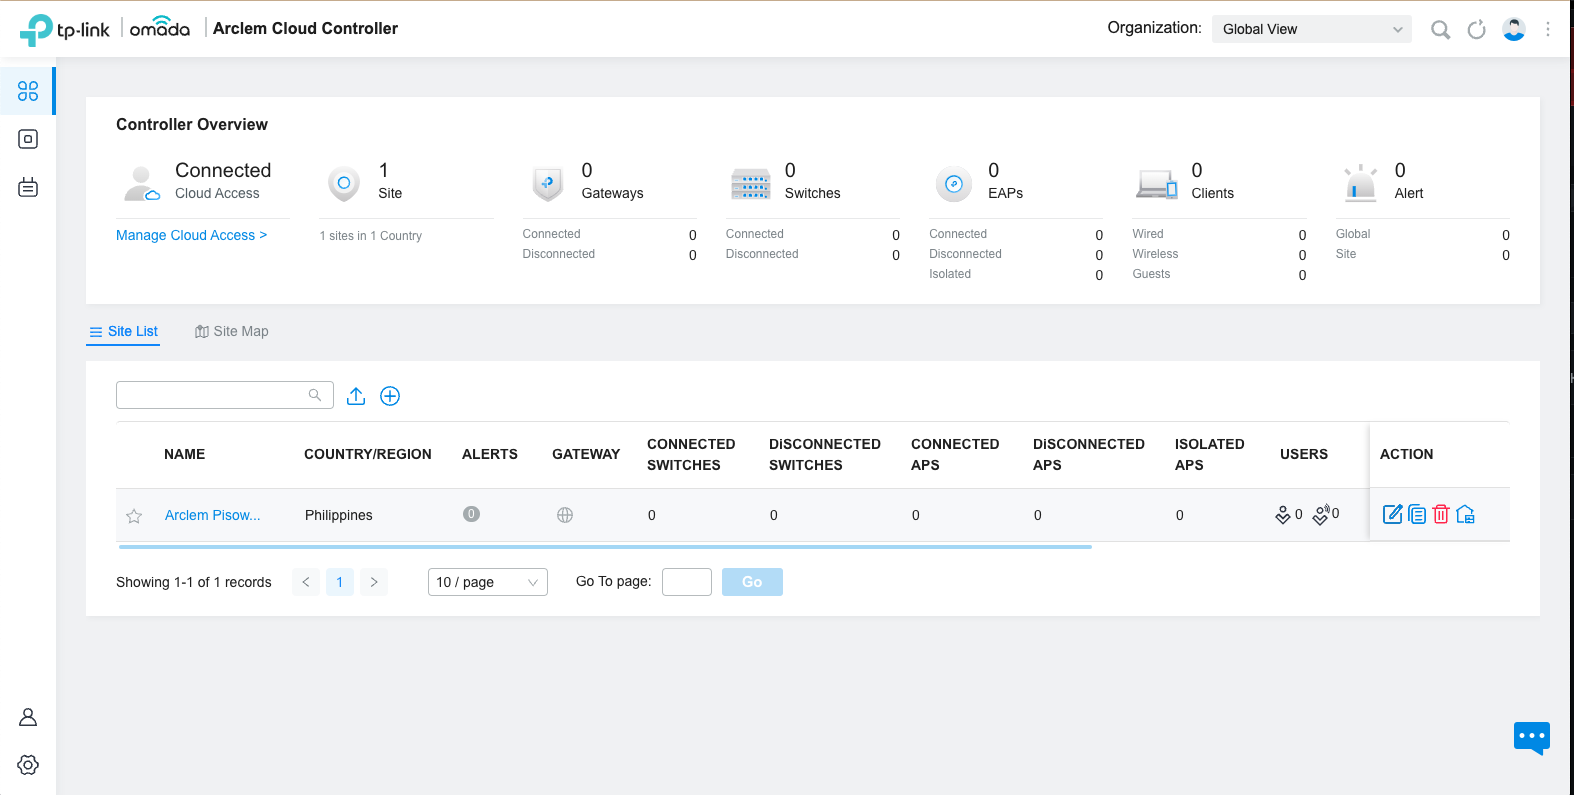 tp-link | omada | Arclem Cloud Controller
Organization: Global View
Controller Overview
Connected
Cloud Access
Manage Cloud Access >
1
Site
1 sites in 1 Country
0
Gateways
Connected 0
Disconnected 0
0
Switches
Connected 0
Disconnected 0
0
EAPs
Connected 0
Disconnected 0
Isolated 0
0
Clients
Wired 0
Wireless 0
Guests 0
0
Alert
Global 0
Site 0
Site List Site Map
NAME COUNTRY/REGION ALERTS GATEWAY CONNECTED SWITCHES DiSCONNECTED SWITCHES CONNECTED APS DiSCONNECTED APS ISOLATED APS USERS ACTION
Arclem Pisow... Philippines 0 0 0 0 0 0 0 0
Showing 1-1 of 1 records < 1 > 10 / page Go To page: Go